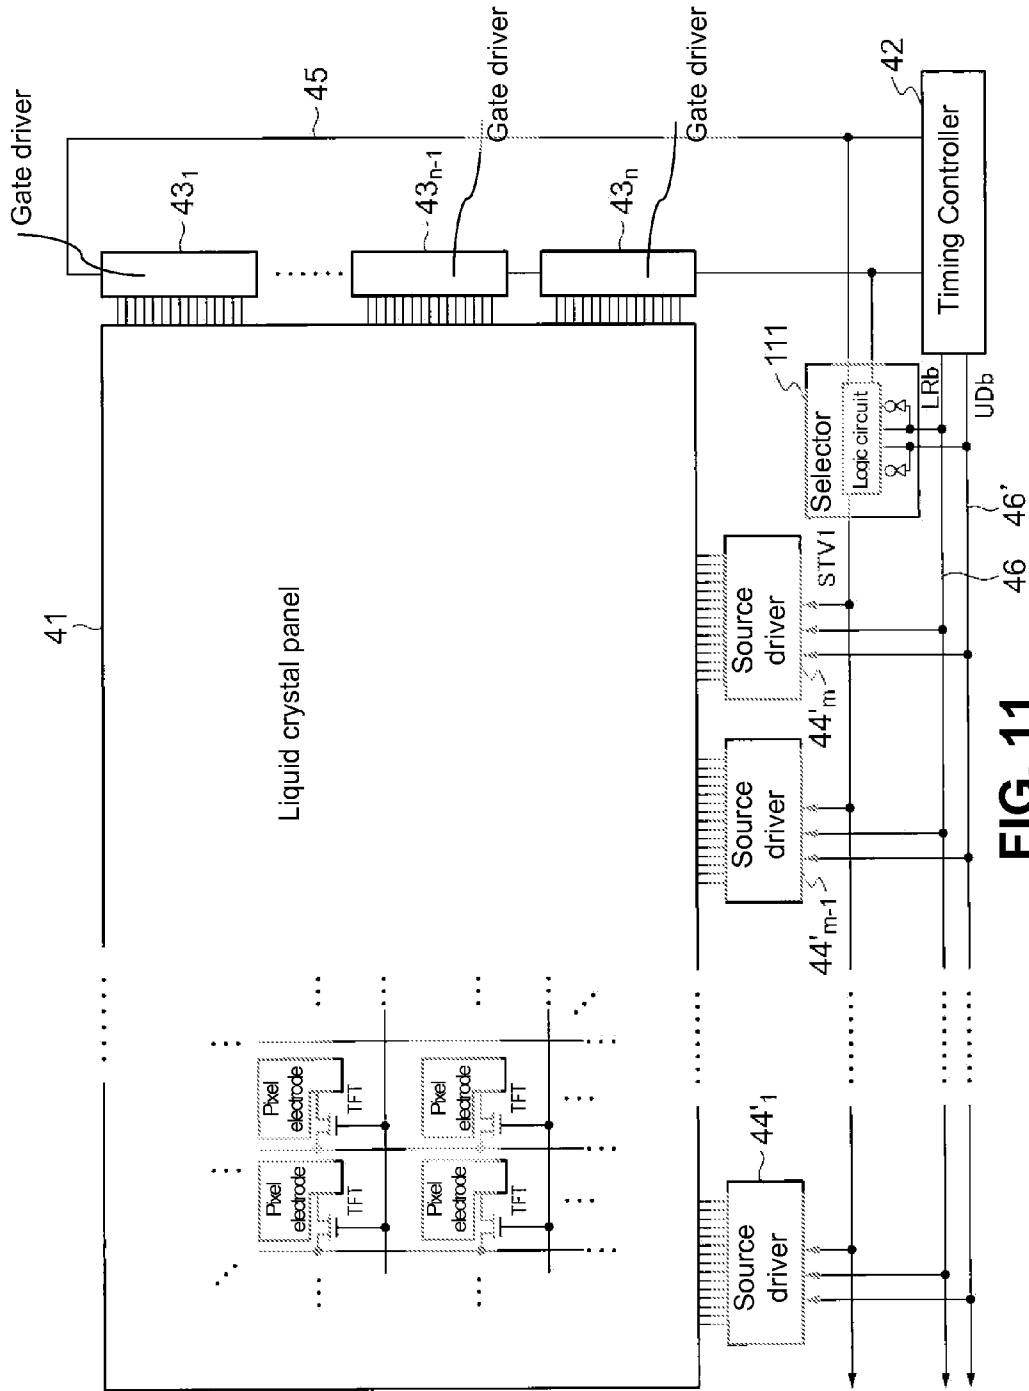 Gate driver
45
43₁
43ₙ₋₁
Gate driver
43ₙ
Gate driver
42
Timing Controller
41
Liquid crystal panel
Pixel electrode
TFT
Pixel electrode
TFT
Pixel electrode
TFT
Pixel electrode
TFT
111
Selector
Logic circuit
LRb
UDb
STV1
46
46'
Source driver
44'm
Source driver
44'm-1
Source driver
44'1
FIG. 11